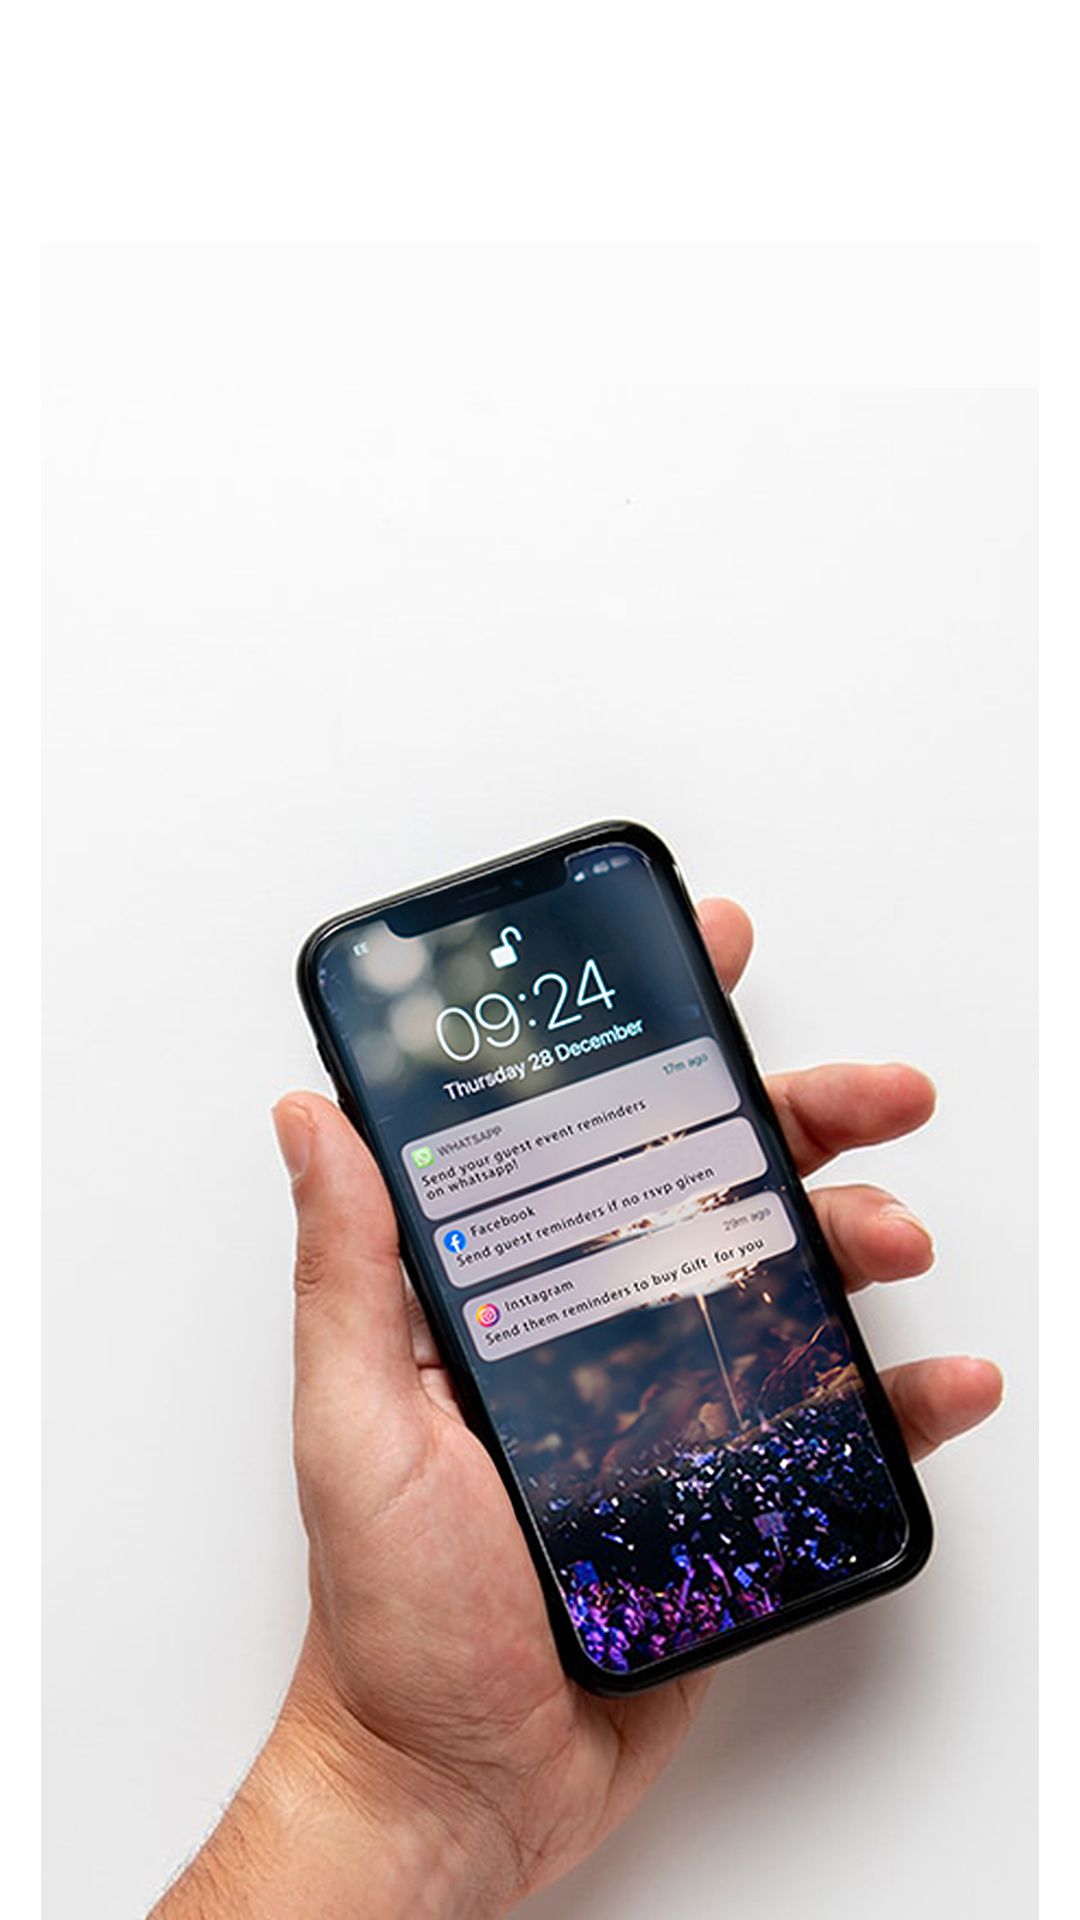 EE
4G
09:24
Thursday 28 December
WHATSAPP
17m ago
Send your guest event reminders
on whatsapp!
Facebook
Send guest reminders if no rsvp given
Instagram
29m ago
Send them reminders to buy Gift for you